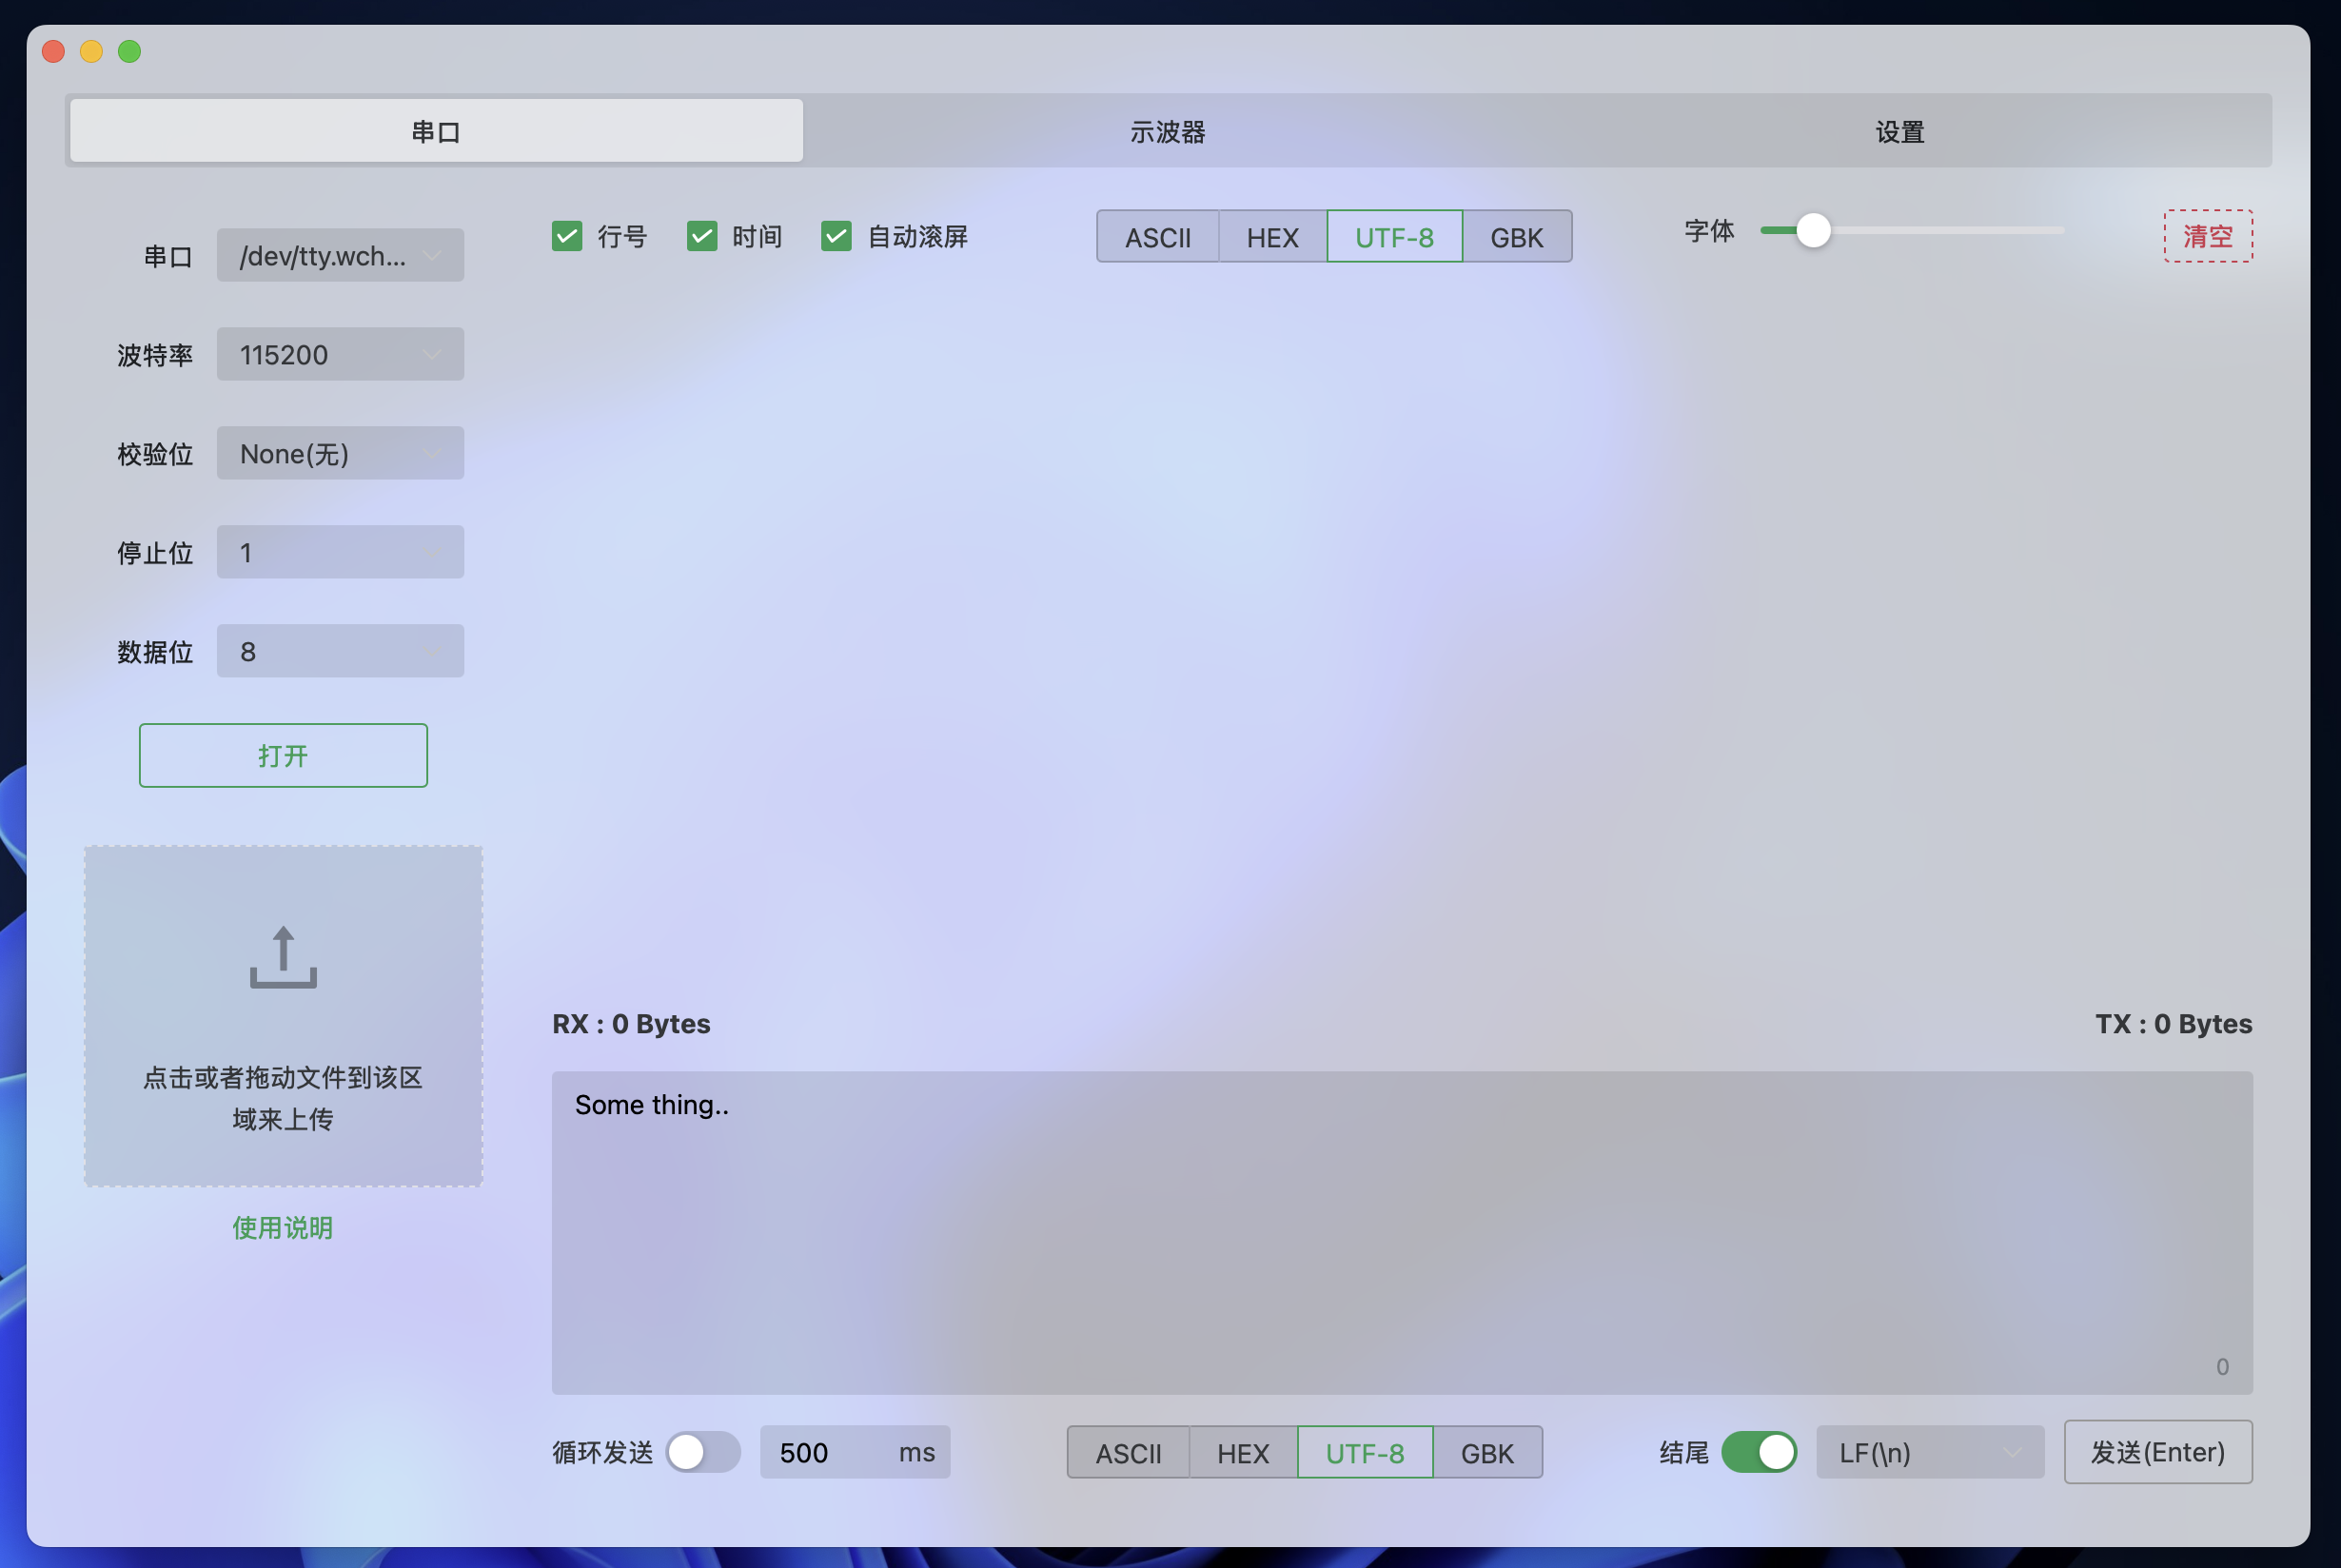 串口
示波器
设置
串口 /dev/tty.wch...
波特率 115200
校验位 None(无)
停止位 1
数据位 8
打开
点击或者拖动文件到该区
域来上传
使用说明
行号 时间 自动滚屏
ASCII HEX UTF-8 GBK
字体
清空
RX : 0 Bytes
TX : 0 Bytes
Some thing..
0
循环发送 500 ms
ASCII HEX UTF-8 GBK
结尾 LF(\n)
发送(Enter)